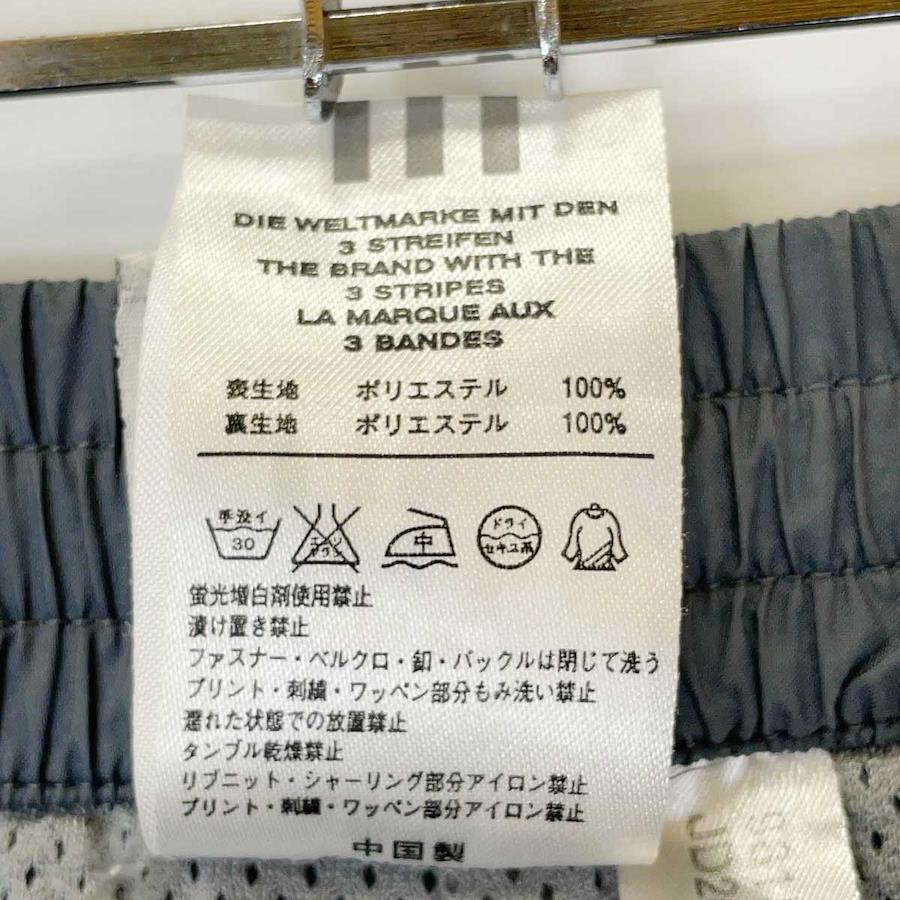 DIE WELTMARKE MIT DEN
3 STREIFEN
THE BRAND WITH THE
3 STRIPES
LA MARQUE AUX
3 BANDES
表生地 ポリエステル 100%
裏生地 ポリエステル 100%
手洗イ
30
エンソ
サラシ
中
ドライ
セキユ系
蛍光増白剤使用禁止
漬け置き禁止
ファスナー・ベルクロ・釦・バックルは閉じて洗う
プリント・刺繍・ワッペン部分もみ洗い禁止
濡れた状態での放置禁止
タンブル乾燥禁止
リブニット・シャーリング部分アイロン禁止
プリント・刺繍・ワッペン部分アイロン禁止
中国製